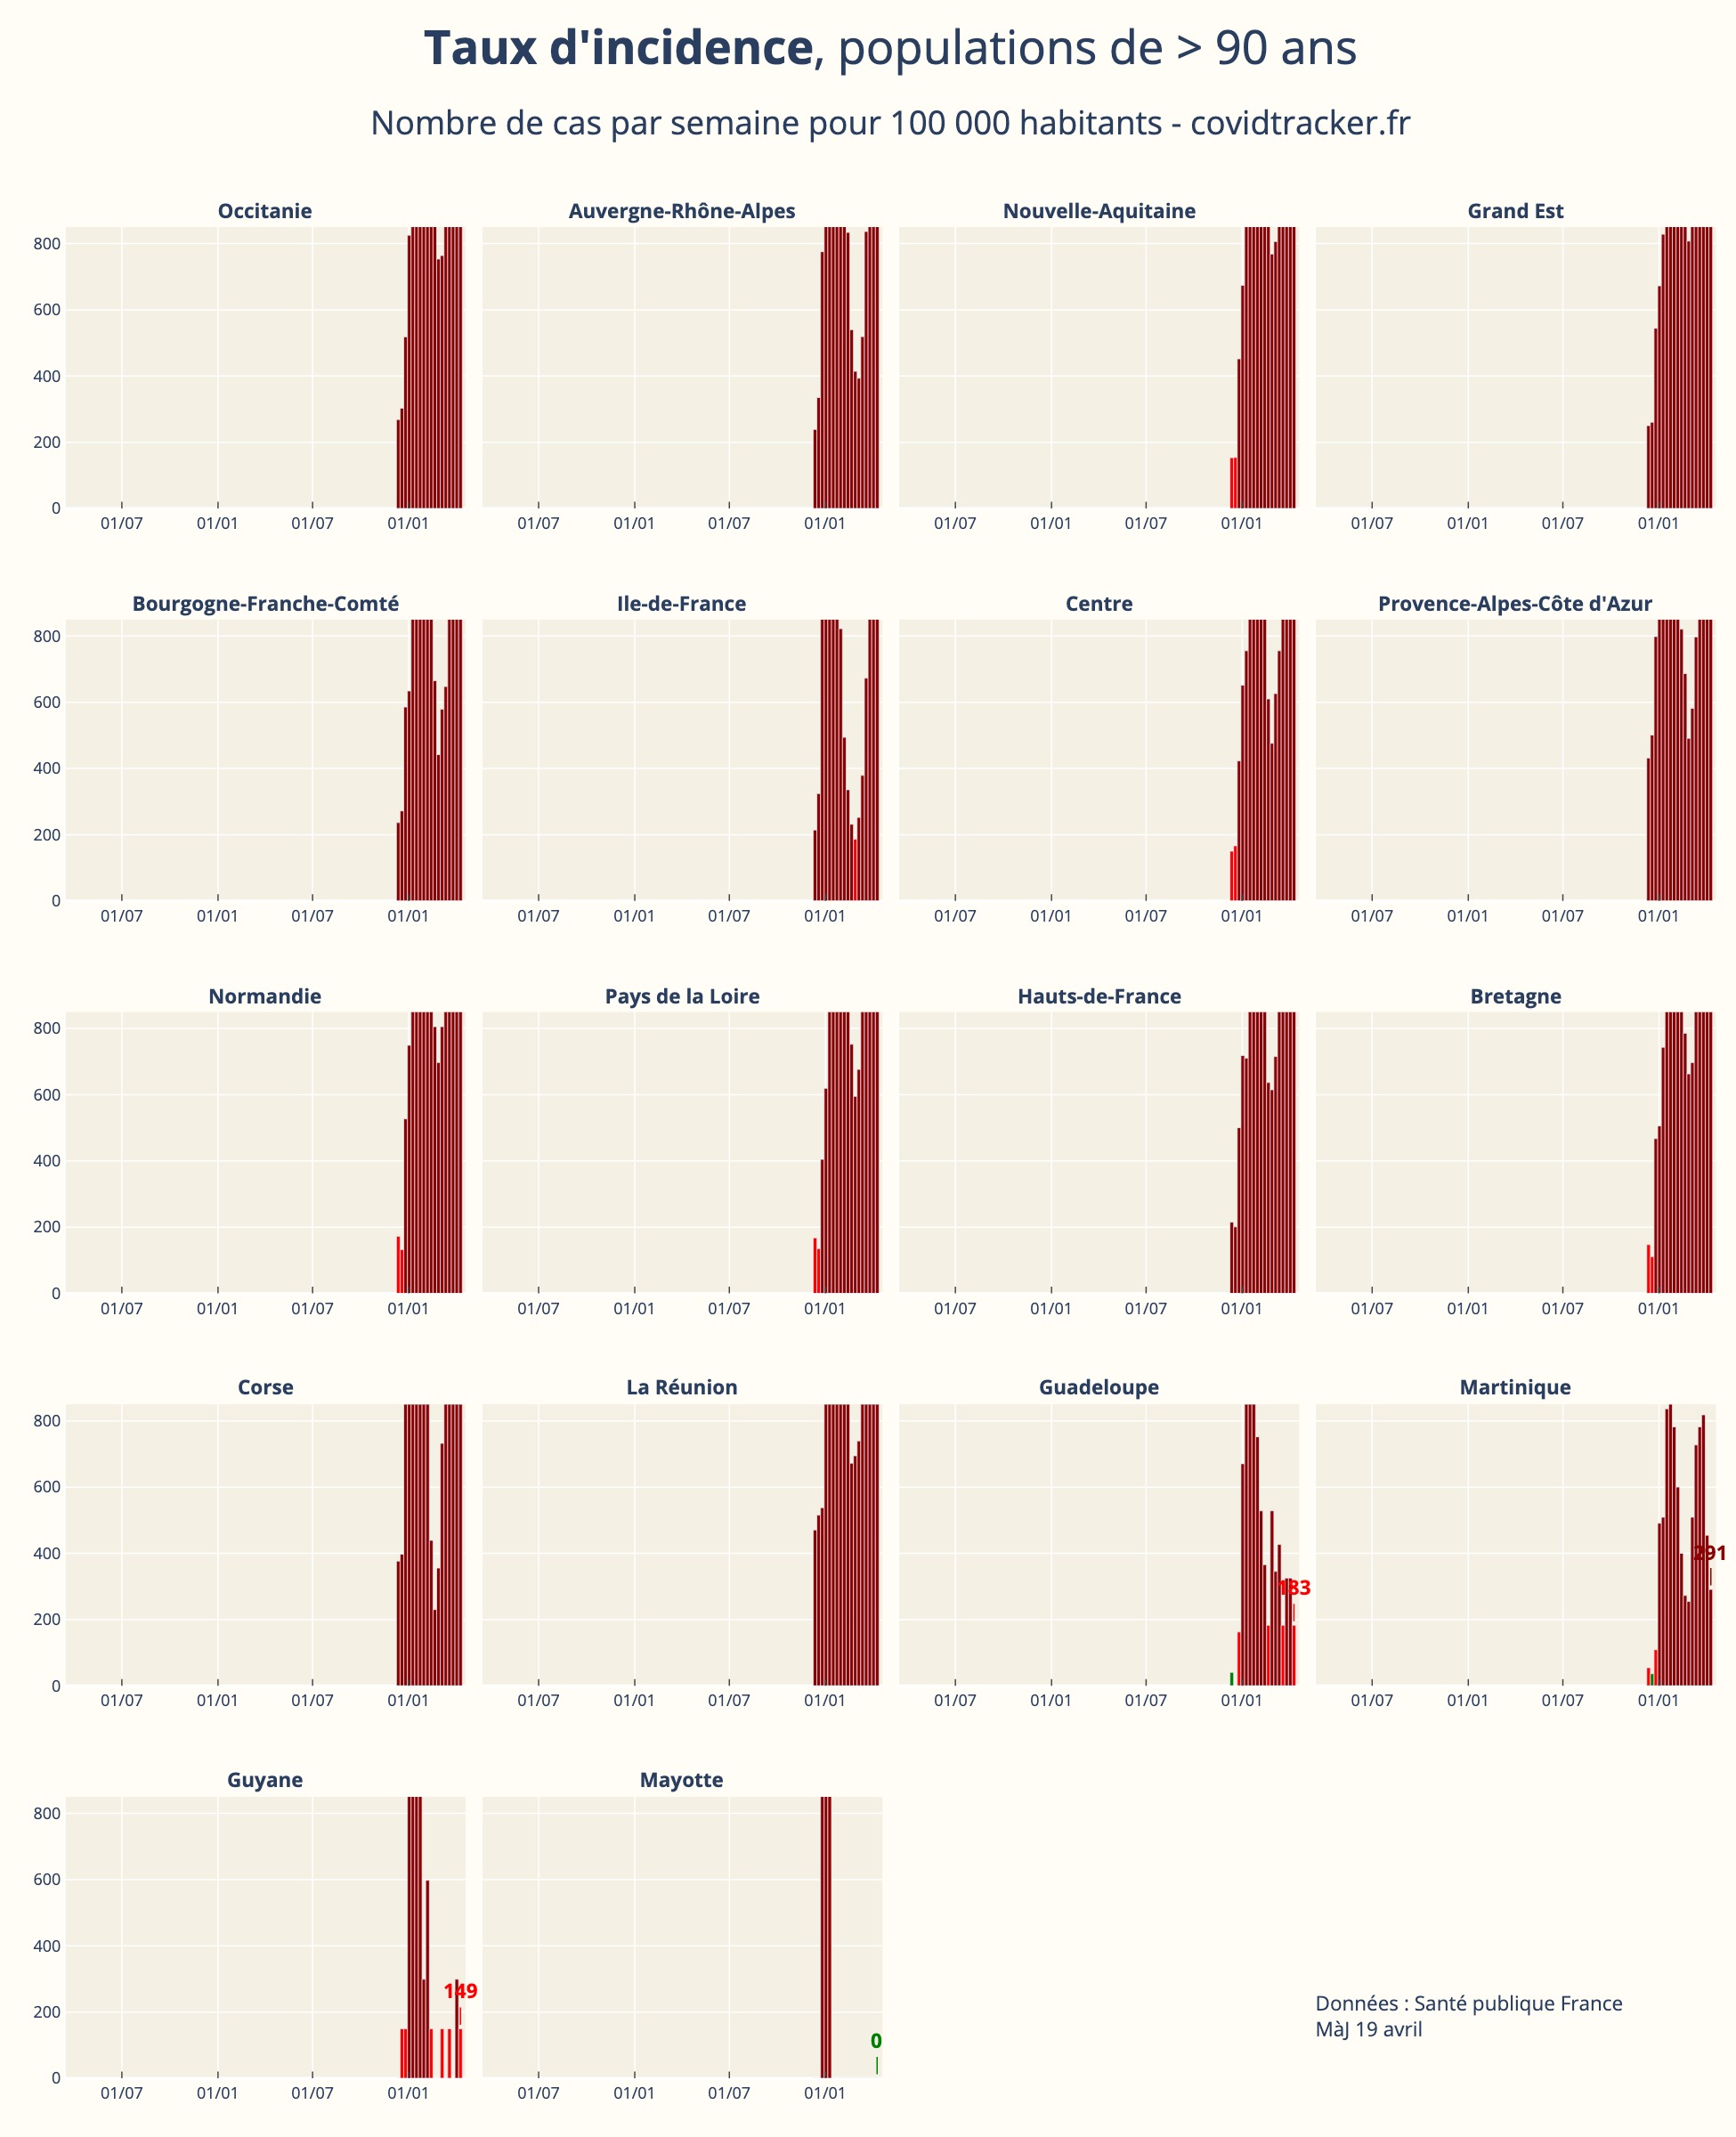 Taux d'incidence, populations de > 90 ans
Nombre de cas par semaine pour 100 000 habitants - covidtracker.fr
Occitanie
Auvergne-Rhône-Alpes
Nouvelle-Aquitaine
Grand Est
800
600
400
200
0
01/07 01/01 01/07 01/01
01/07 01/01 01/07 01/01
01/07 01/01 01/07 01/01
01/07 01/01 01/07 01/01
Bourgogne-Franche-Comté
Ile-de-France
Centre
Provence-Alpes-Côte d'Azur
800
600
400
200
0
01/07 01/01 01/07 01/01
01/07 01/01 01/07 01/01
01/07 01/01 01/07 01/01
01/07 01/01 01/07 01/01
Normandie
Pays de la Loire
Hauts-de-France
Bretagne
800
600
400
200
0
01/07 01/01 01/07 01/01
01/07 01/01 01/07 01/01
01/07 01/01 01/07 01/01
01/07 01/01 01/07 01/01
Corse
La Réunion
Guadeloupe
Martinique
800
600
400
200
0
183
291
01/07 01/01 01/07 01/01
01/07 01/01 01/07 01/01
01/07 01/01 01/07 01/01
01/07 01/01 01/07 01/01
Guyane
Mayotte
800
600
400
200
0
149
0
01/07 01/01 01/07 01/01
01/07 01/01 01/07 01/01
Données : Santé publique France
MàJ 19 avril